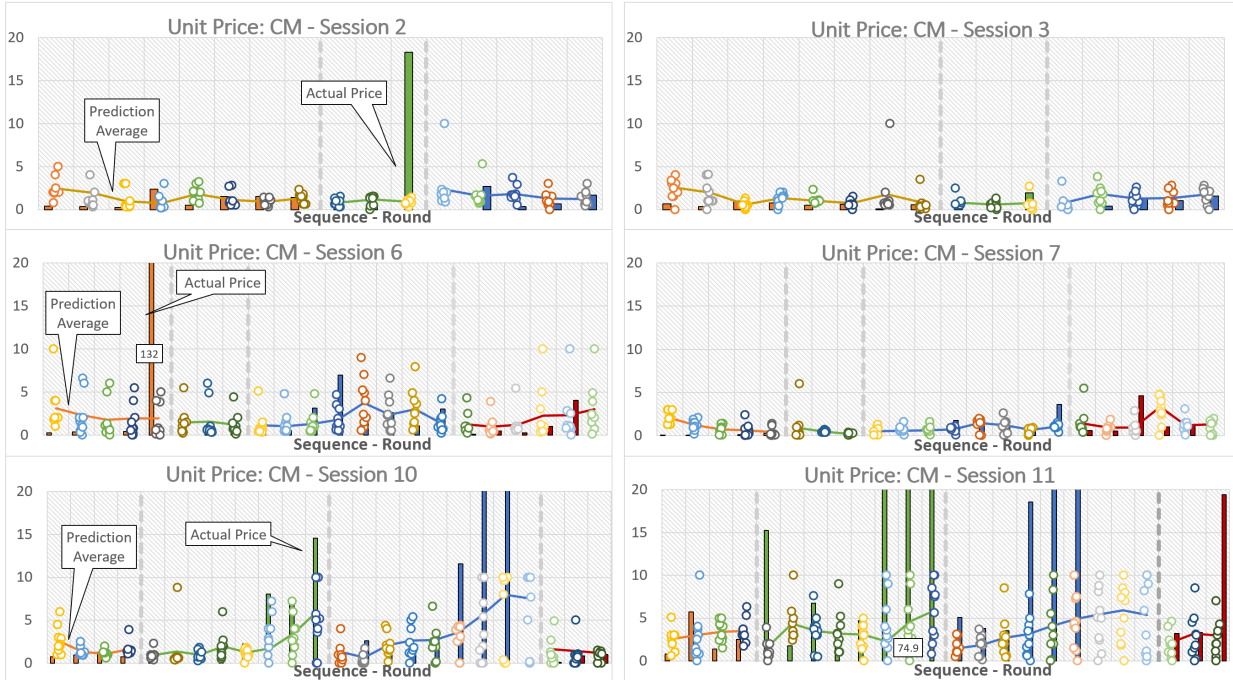 Unit Price: CM - Session 2
20
15
10
5
0
Prediction
Average
Actual Price
Sequence - Round
Unit Price: CM - Session 3
20
15
10
5
0
Sequence - Round
Unit Price: CM - Session 6
20
15
10
5
0
Prediction
Average
Actual Price
132
Sequence - Round
Unit Price: CM - Session 7
20
15
10
5
0
Sequence - Round
Unit Price: CM - Session 10
20
15
10
5
0
Prediction
Average
Actual Price
Sequence - Round
Unit Price: CM - Session 11
20
15
10
5
0
74.9
Sequence - Round